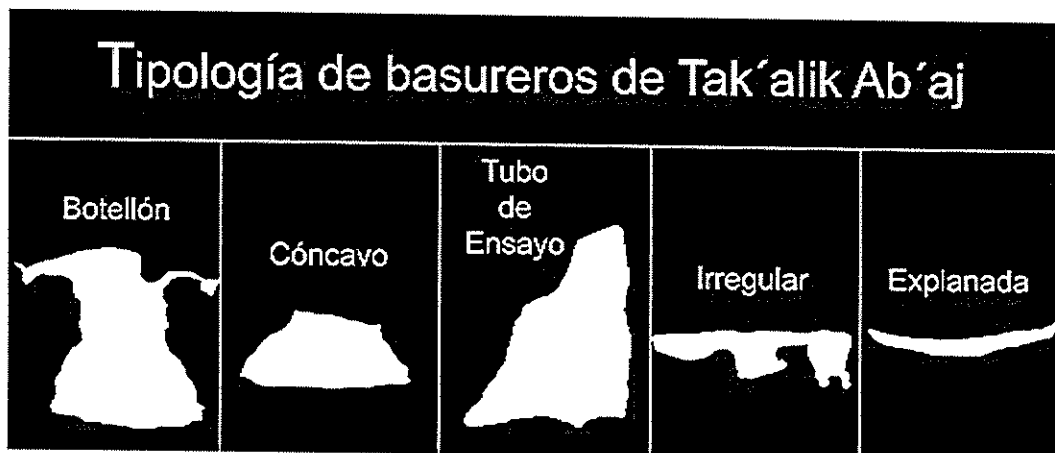 Tipología de basureros de Tak´alik Ab´aj
Botellón
Cóncavo
Tubo
de
Ensayo
Irregular
Explanada